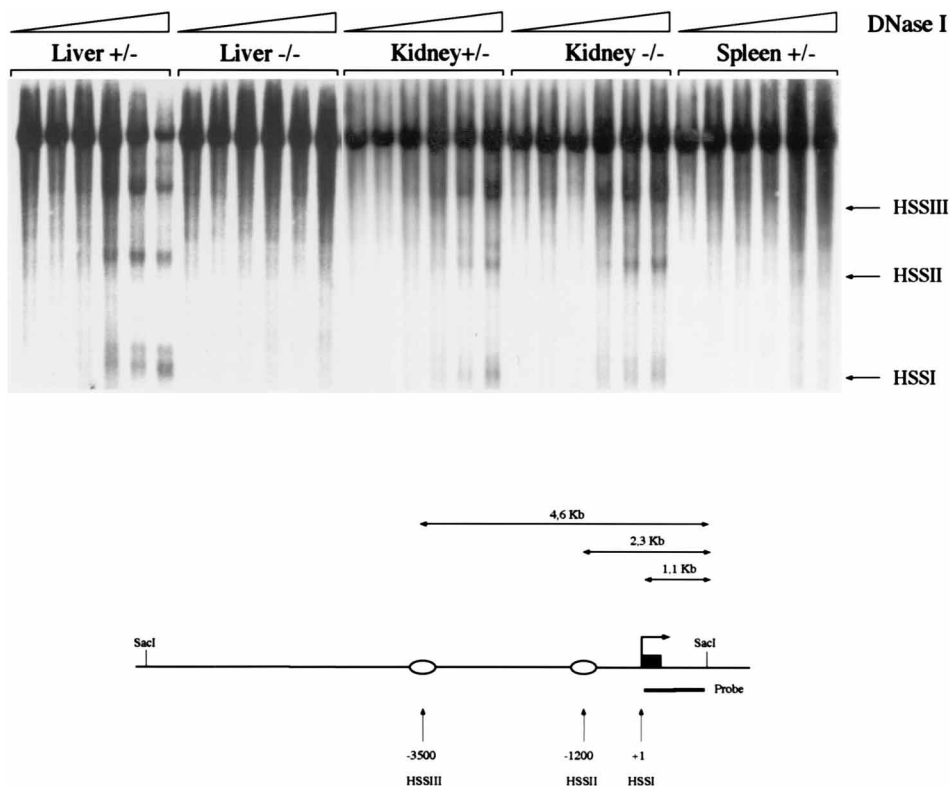 DNase I
Liver +/- Liver -/- Kidney+/- Kidney -/- Spleen +/-
HSSIII
HSSII
HSSI
4,6 Kb
2,3 Kb
1,1 Kb
SacI SacI
Probe
-3500 -1200 +1
HSSIII HSSII HSSI